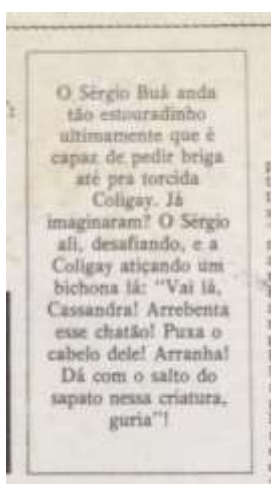 O Sérgio Buá anda
tão estouradinho
ultimamente que é
capaz de pedir briga
até pra torcida
Coligay. Já
imaginaram? O Sérgio
ali, desafiando, e a
Coligay atiçando um
bichona lá: "Vai lá,
Cassandra! Arrebenta
esse chatão! Puxa o
cabelo dele! Arranha!
Dá com o salto do
sapato nessa criatura,
guria"!